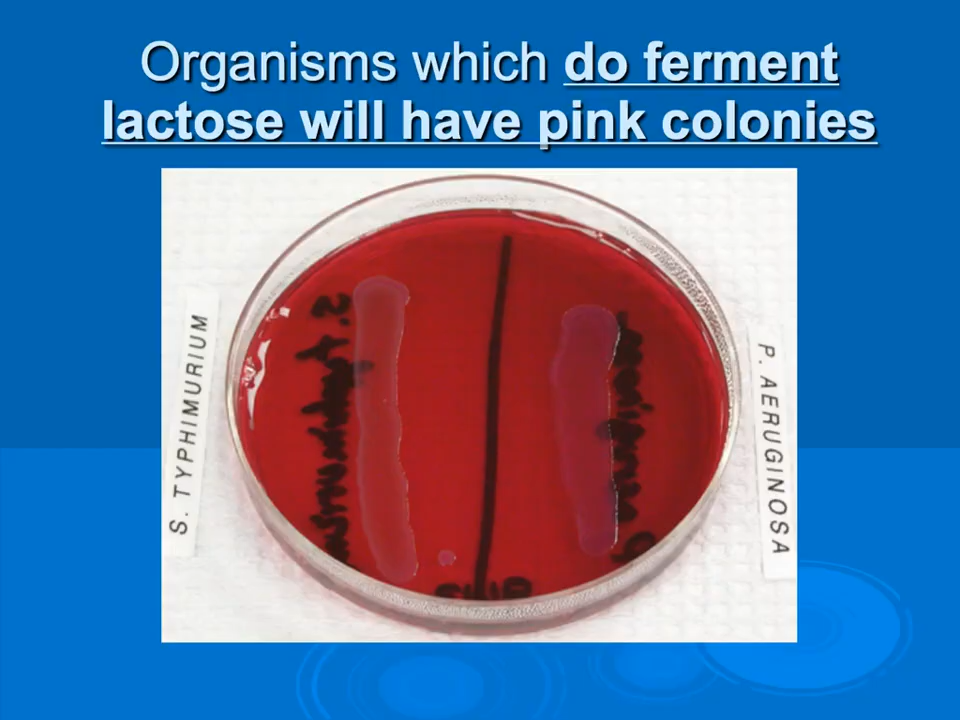 Organisms which do ferment
lactose will have pink colonies
S. TYPHIMURIUM
P. AERUGINOSA